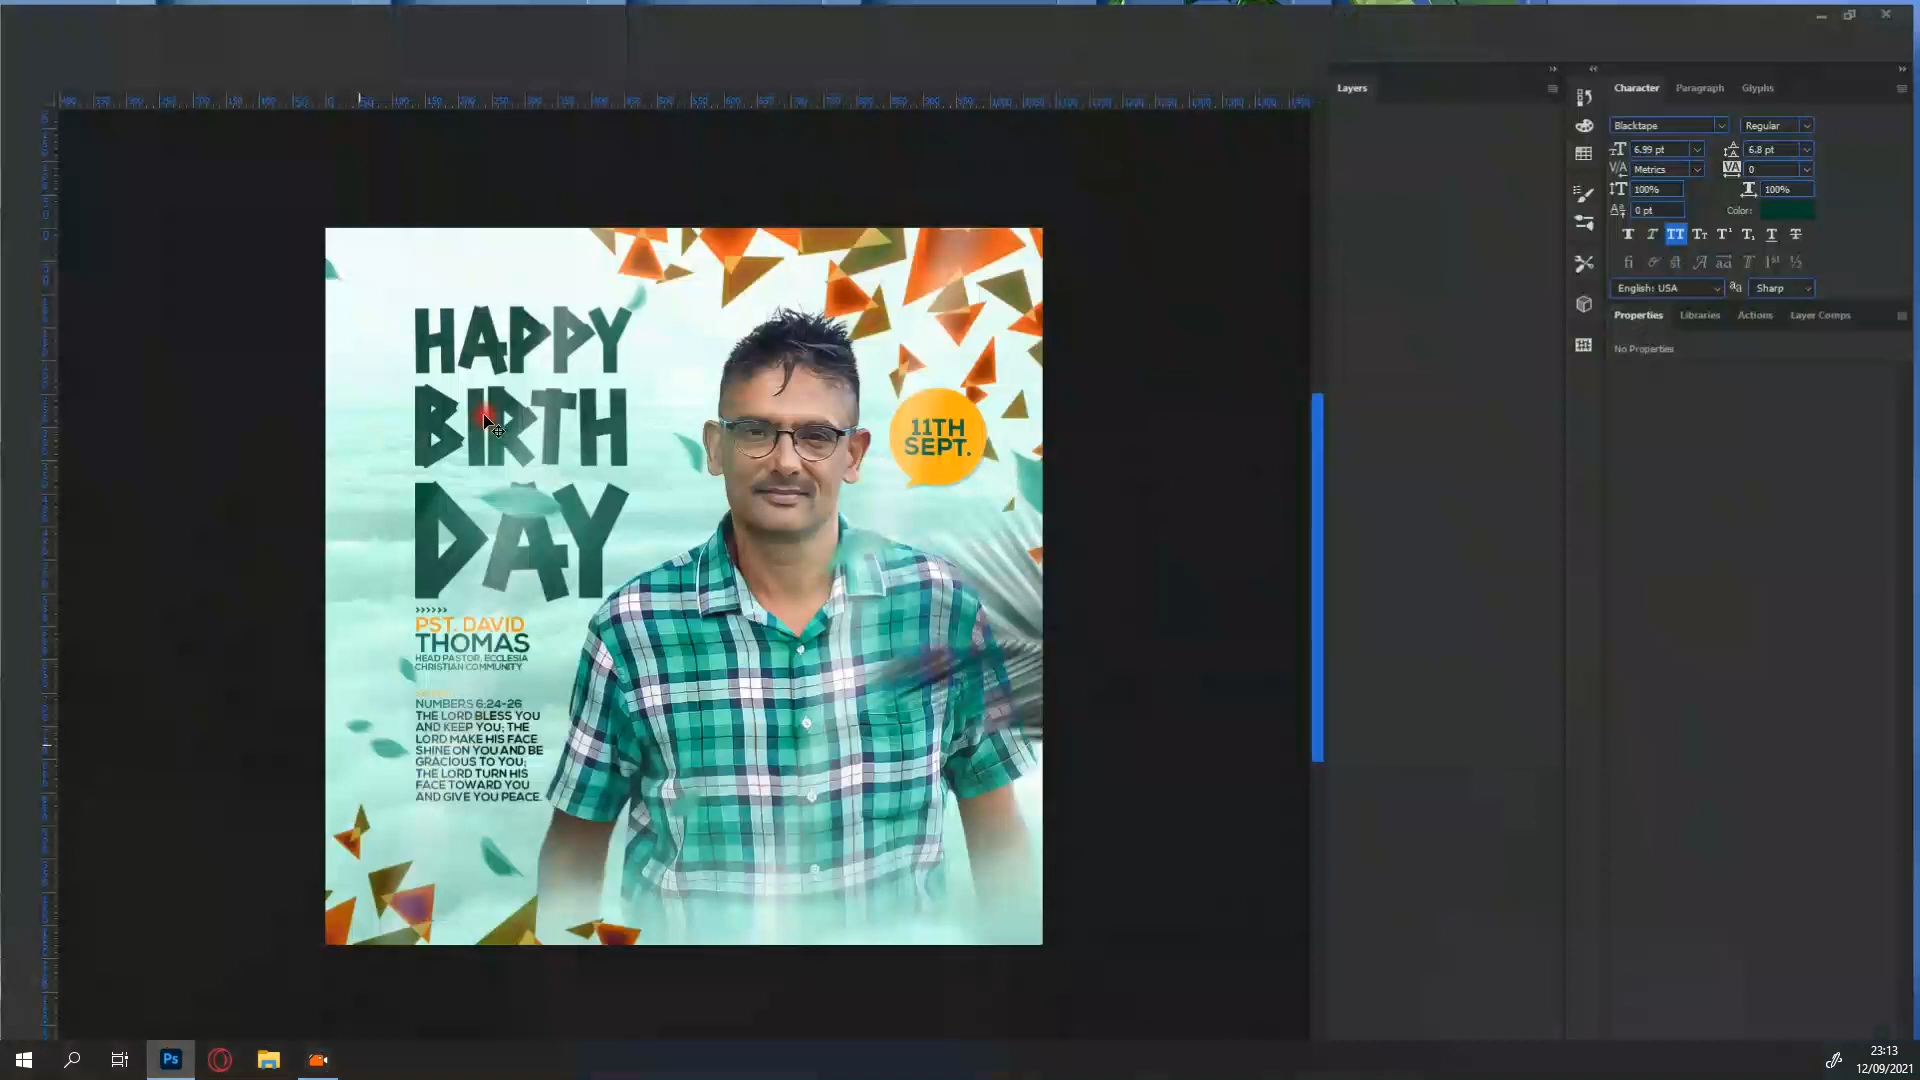 Layers
Character Paragraph Glyphs
Blacktape Regular
6.99 pt 6.8 pt
Metrics 0
100% 100%
0 pt Color:
English: USA Sharp
Properties Libraries Actions Layer Comps
No Properties
HAPPY
BIRTH
DAY
11TH
SEPT.
››››››
PST. DAVID
THOMAS
HEAD PASTOR, ECCLESIA
CHRISTIAN COMMUNITY
NUMBERS 6:24-26
THE LORD BLESS YOU
AND KEEP YOU; THE
LORD MAKE HIS FACE
SHINE ON YOU AND BE
GRACIOUS TO YOU;
THE LORD TURN HIS
FACE TOWARD YOU
AND GIVE YOU PEACE.
Ps
23:13
12/09/2021